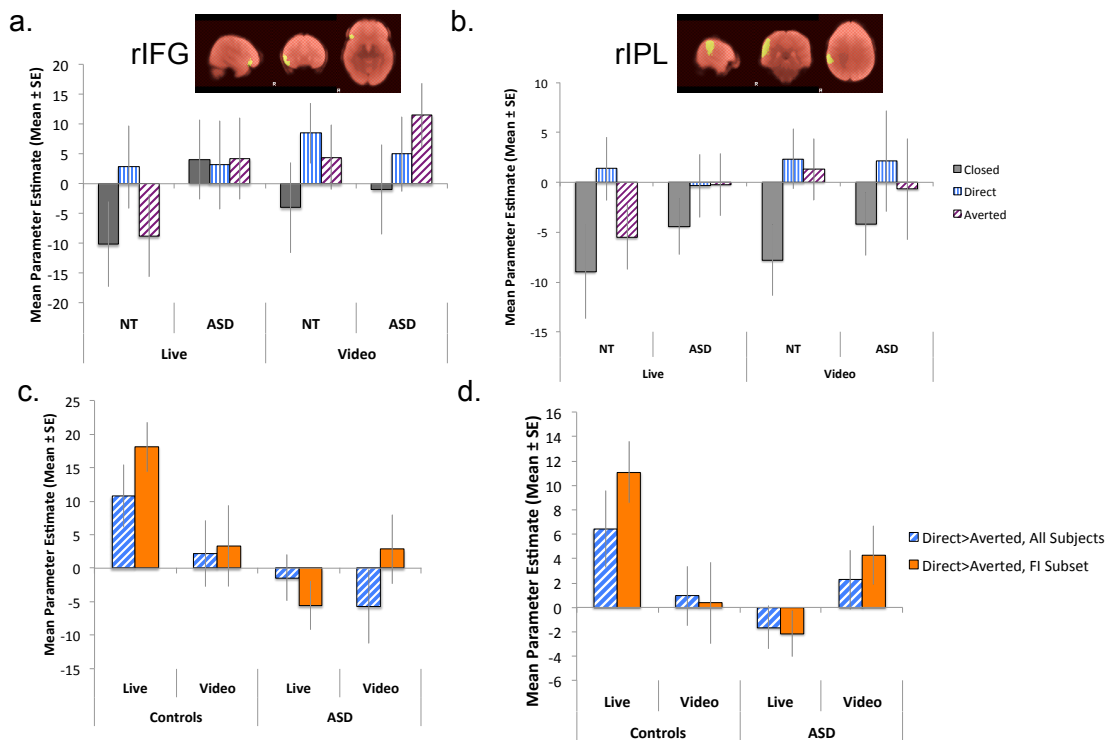 a.
rIFG
R
R
Mean Parameter Estimate (Mean ± SE)
20
15
10
5
0
-5
-10
-15
-20
NT
ASD
NT
ASD
Live
Video
b.
rIPL
R
R
Mean Parameter Estimate (Mean ± SE)
10
5
0
-5
-10
-15
NT
ASD
NT
ASD
Live
Video
Closed
Direct
Averted
c.
Mean Parameter Estimate (Mean ± SE)
25
20
15
10
5
0
-5
-10
-15
Live
Video
Live
Video
Controls
ASD
d.
Mean Parameter Estimate (Mean ± SE)
16
14
12
10
8
6
4
2
0
-2
-4
-6
Live
Video
Live
Video
Controls
ASD
Direct>Averted, All Subjects
Direct>Averted, FI Subset